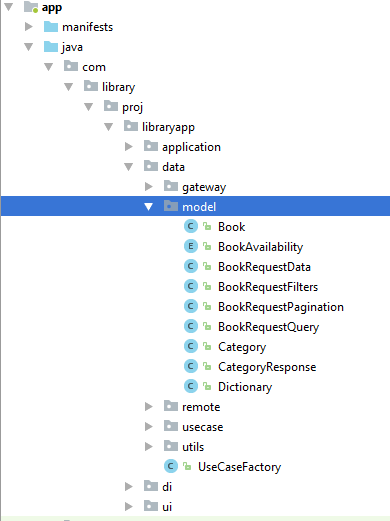 app
manifests
java
com
library
proj
libraryapp
application
data
gateway
model
C Book
E BookAvailability
C BookRequestData
C BookRequestFilters
C BookRequestPagination
C BookRequestQuery
C Category
C CategoryResponse
C Dictionary
remote
usecase
utils
C UseCaseFactory
di
ui